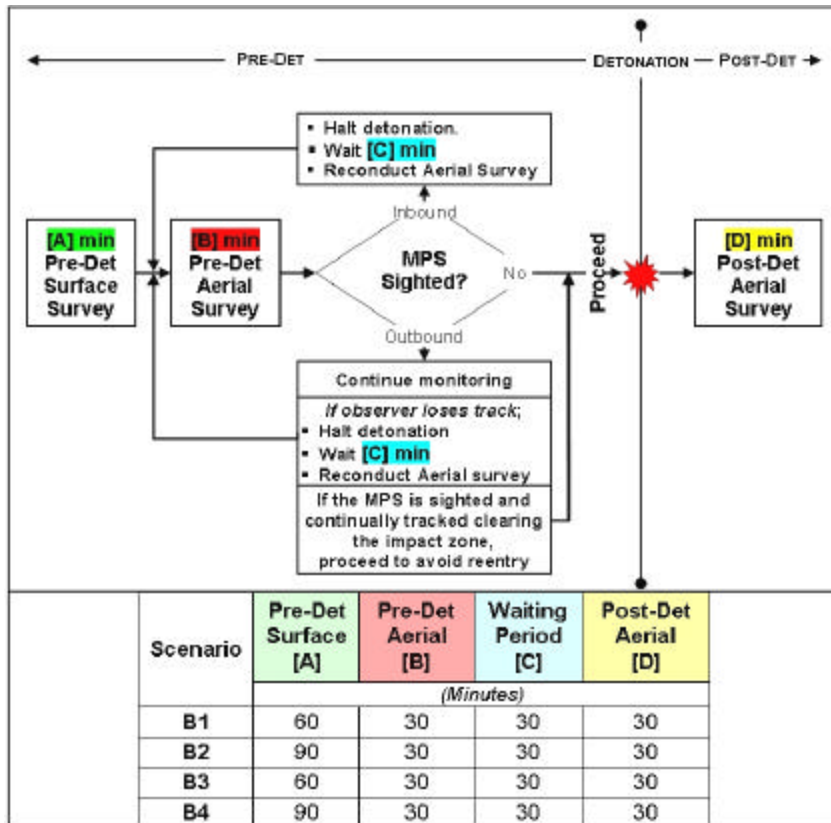 PRE-DET
DETONATION
POST-DET
▪ Halt detonation.
▪ Wait [C] min
▪ Reconduct Aerial Survey
Inbound
[A] min
Pre-Det
Surface
Survey
[B] min
Pre-Det
Aerial
Survey
MPS
Sighted?
No
Proceed
[D] min
Post-Det
Aerial
Survey
Outbound
Continue monitoring
If observer loses track;
▪ Halt detonation
▪ Wait [C] min
▪ Reconduct Aerial survey
If the MPS is sighted and
continually tracked clearing
the impact zone,
proceed to avoid reentry
Scenario
Pre-Det
Surface
[A]
Pre-Det
Aerial
[B]
Waiting
Period
[C]
Post-Det
Aerial
[D]
(Minutes)
B1 60 30 30 30
B2 90 30 30 30
B3 60 30 30 30
B4 90 30 30 30